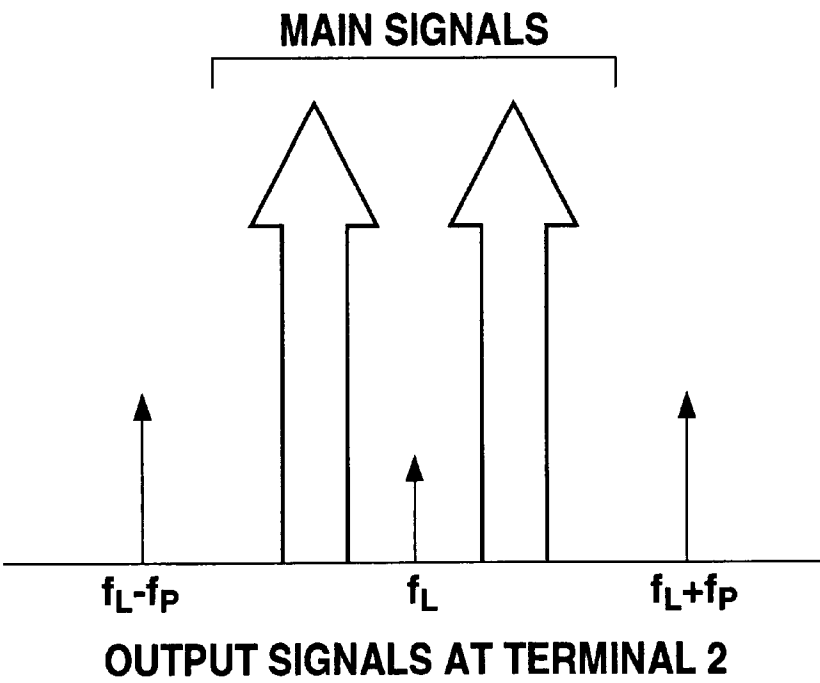 MAIN SIGNALS
fL-fP fL fL+fP
OUTPUT SIGNALS AT TERMINAL 2